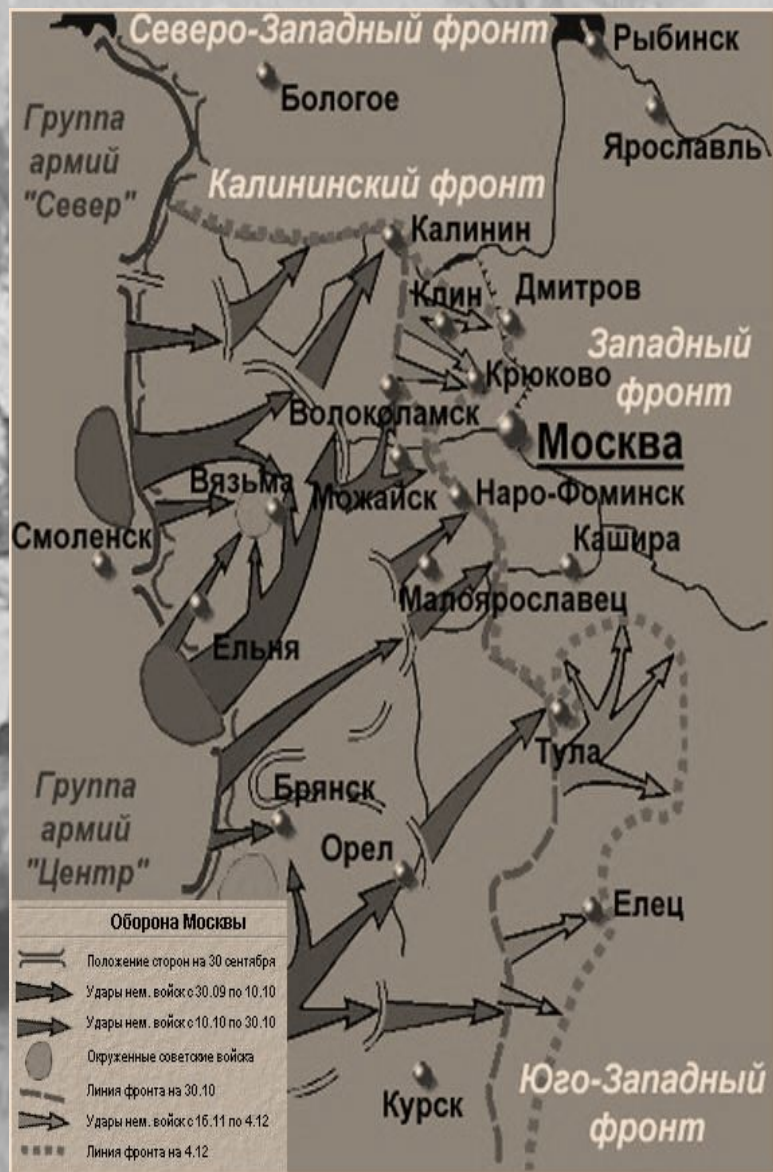 Северо-Западный фронт
Рыбинск
Бологое
Ярославль
Группа
армий
"Север"
Калининский фронт
Калинин
Клин
Дмитров
Западный
фронт
Крюково
Волоколамск
Москва
Вязьма
Можайск
Наро-Фоминск
Смоленск
Кашира
Малоярославец
Ельня
Тула
Группа
армий
"Центр"
Брянск
Орел
Елец
Курск
Юго-Западный
фронт
Оборона Москвы
Положение сторон на 30 сентября
Удары нем. войск с 30.09 по 10.10
Удары нем. войск с 10.10 по 30.10
Окруженные советские войска
Линия фронта на 30.10
Удары нем. войск с 15.11 по 4.12
Линия фронта на 4.12